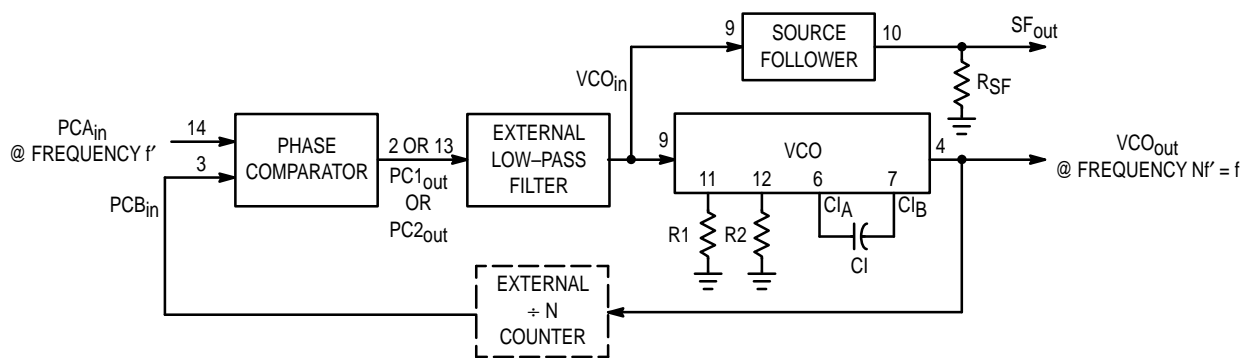 9
SOURCE
FOLLOWER
10
SFout
RSF
VCOin
PCAin
@ FREQUENCY f′
14
3
PCBin
PHASE
COMPARATOR
2 OR 13
PC1out
OR
PC2out
EXTERNAL
LOW–PASS
FILTER
9
VCO
4
11
12
6
7
CIA
CIB
R1
R2
CI
VCOout
@ FREQUENCY Nf′ = f
EXTERNAL
÷ N
COUNTER